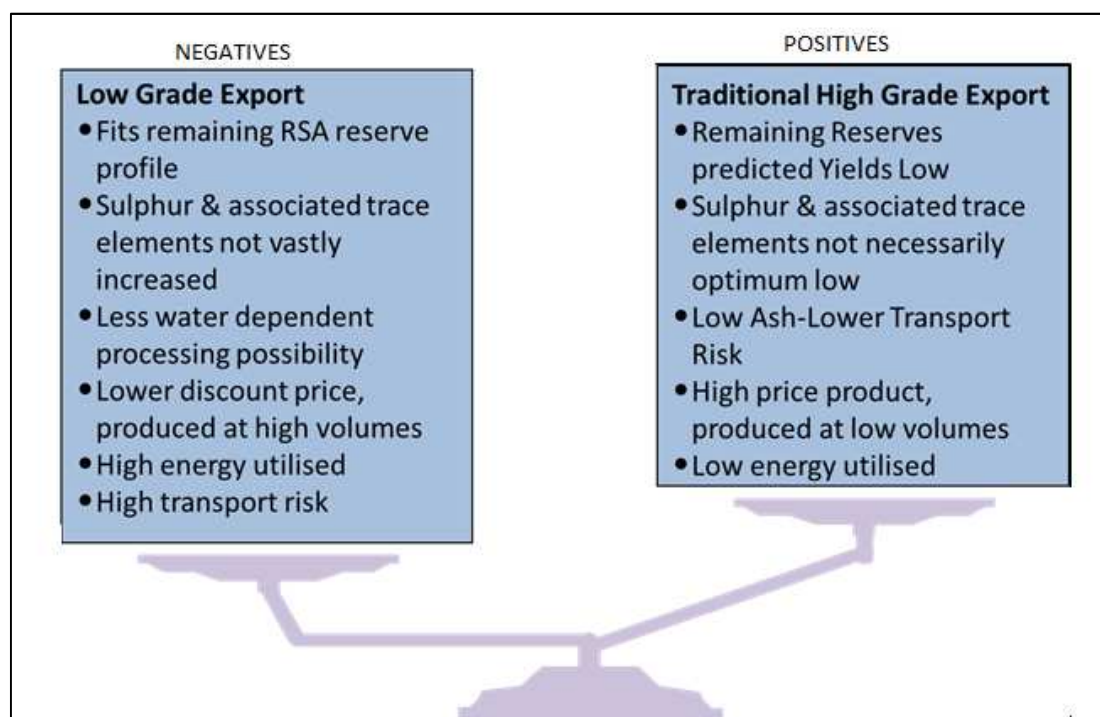 NEGATIVES
Low Grade Export
•Fits remaining RSA reserve
profile
•Sulphur & associated trace
elements not vastly
increased
•Less water dependent
processing possibility
•Lower discount price,
produced at high volumes
•High energy utilised
•High transport risk
POSITIVES
Traditional High Grade Export
•Remaining Reserves
predicted Yields Low
•Sulphur & associated trace
elements not necessarily
optimum low
•Low Ash-Lower Transport
Risk
•High price product,
produced at low volumes
•Low energy utilised